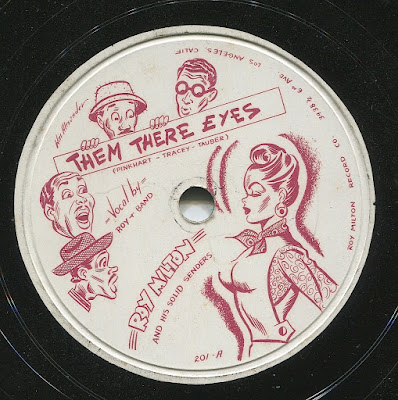 THEM THERE EYES
(PINKHART - TRACEY - TAUBER)
-Vocal by-
ROY + BAND
ROY MILTON
AND HIS SOLID SENDERS
201-A
ROY MILTON RECORD CO.
LOS ANGELES, CALIF.